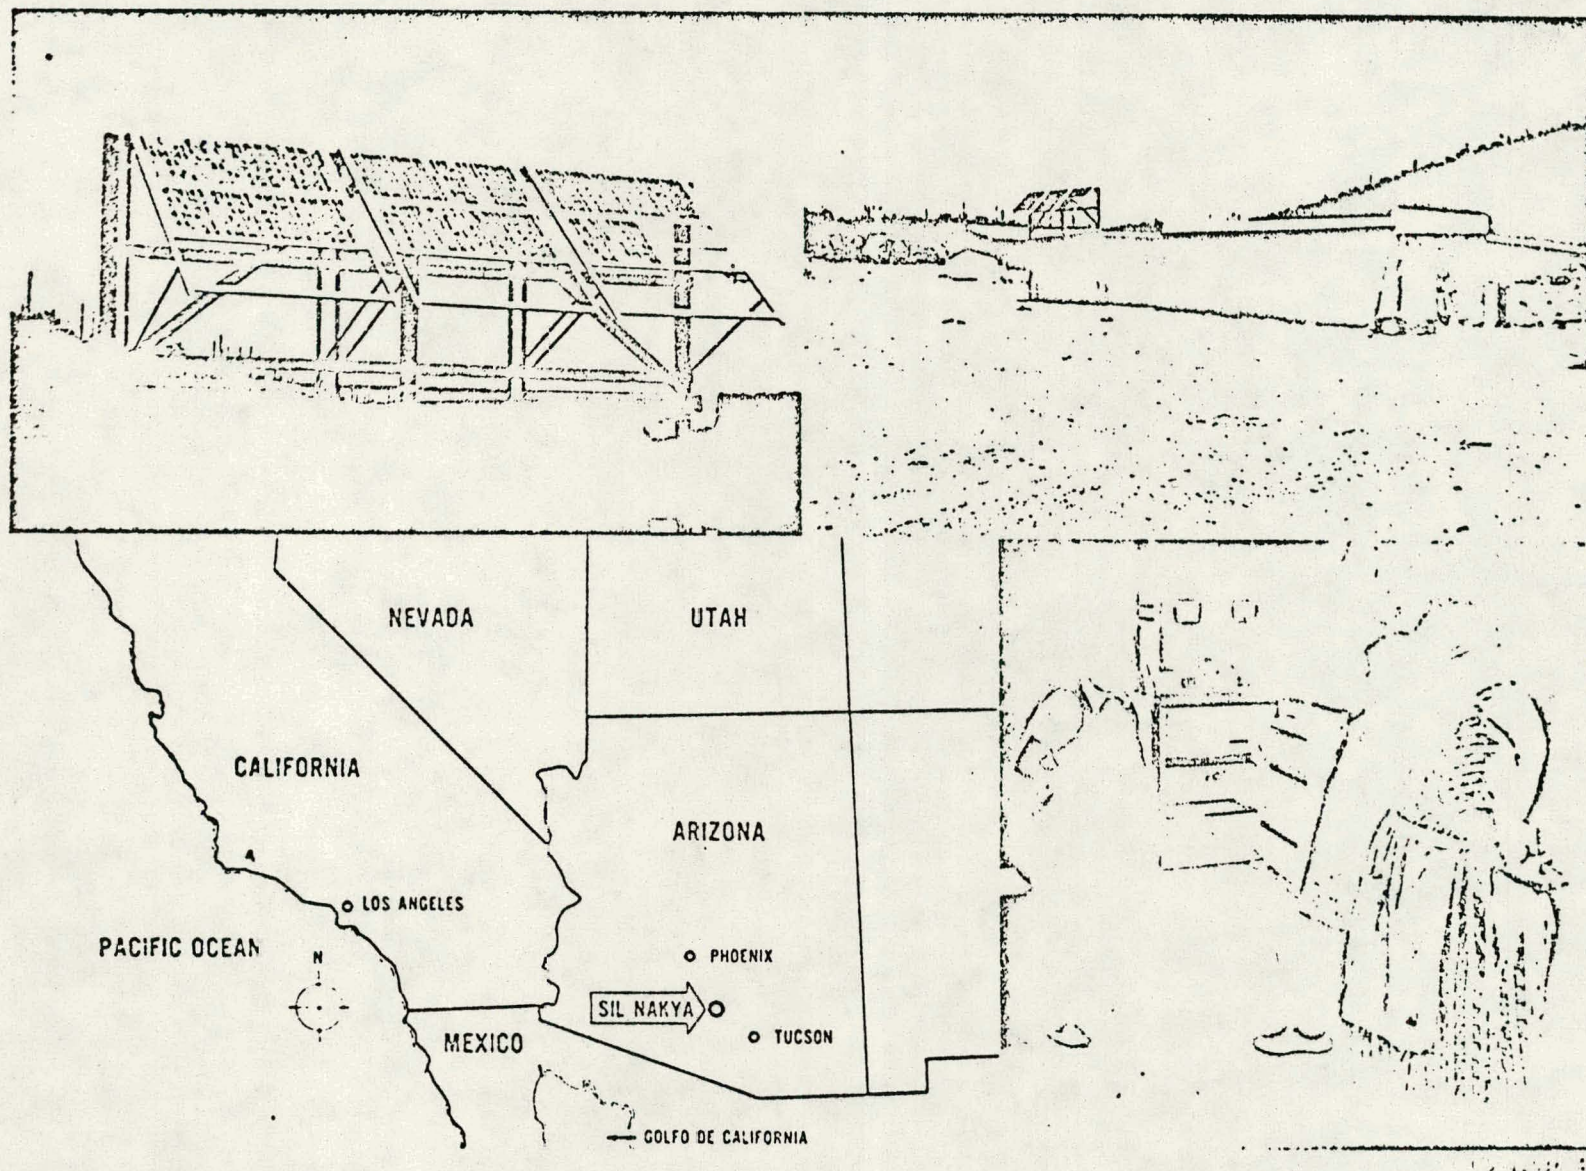 NEVADA
UTAH
CALIFORNIA
ARIZONA
LOS ANGELES
PACIFIC OCEAN
N
PHOENIX
SIL NAKYA
TUCSON
MEXICO
GOLFO DE CALIFORNIA